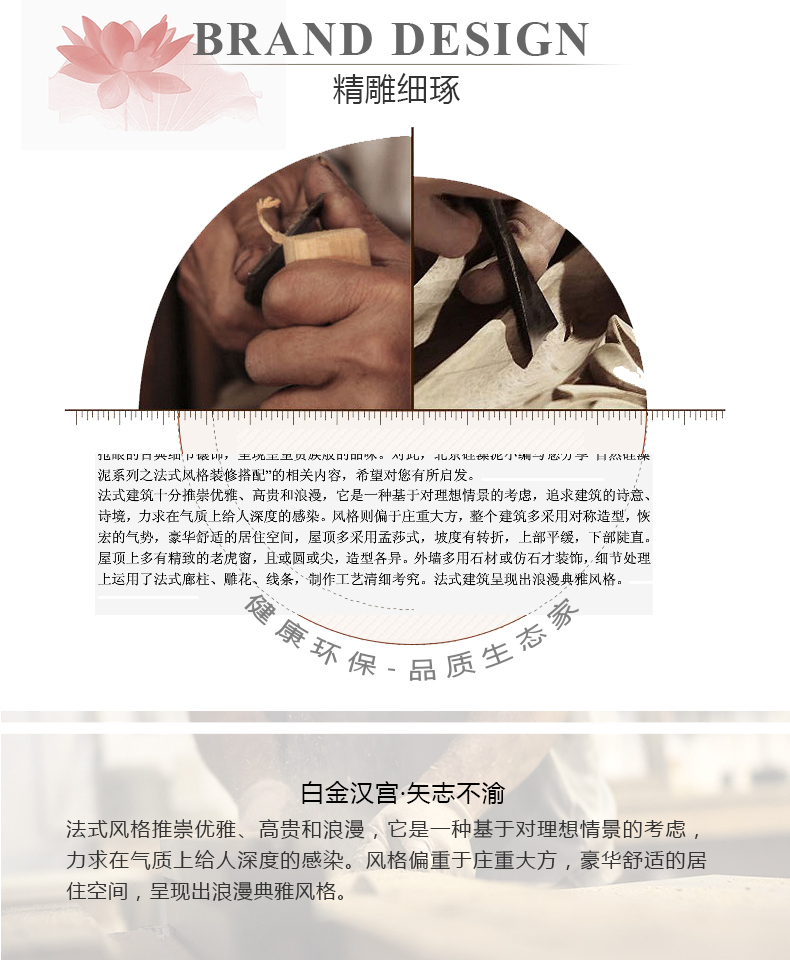 BRAND DESIGN
精雕细琢
泥系列之法式风格装修搭配”的相关内容，希望对您有所启发。
法式建筑十分推崇优雅、高贵和浪漫，它是一种基于对理想情景的考虑，追求建筑的诗意、
诗境，力求在气质上给人深度的感染。风格则偏于庄重大方，整个建筑多采用对称造型，恢
宏的气势，豪华舒适的居住空间，屋顶多采用孟莎式，坡度有转折，上部平缓，下部陡直。
屋顶上多有精致的老虎窗，且或圆或尖，造型各异。外墙多用石材或仿石才装饰，细节处理
上运用了法式廊柱、雕花、线条，制作工艺清细考究。法式建筑呈现出浪漫典雅风格。
健康环保-品质生态家
白金汉宫·矢志不渝
法式风格推崇优雅、高贵和浪漫，它是一种基于对理想情景的考虑，
力求在气质上给人深度的感染。风格偏重于庄重大方，豪华舒适的居
住空间，呈现出浪漫典雅风格。